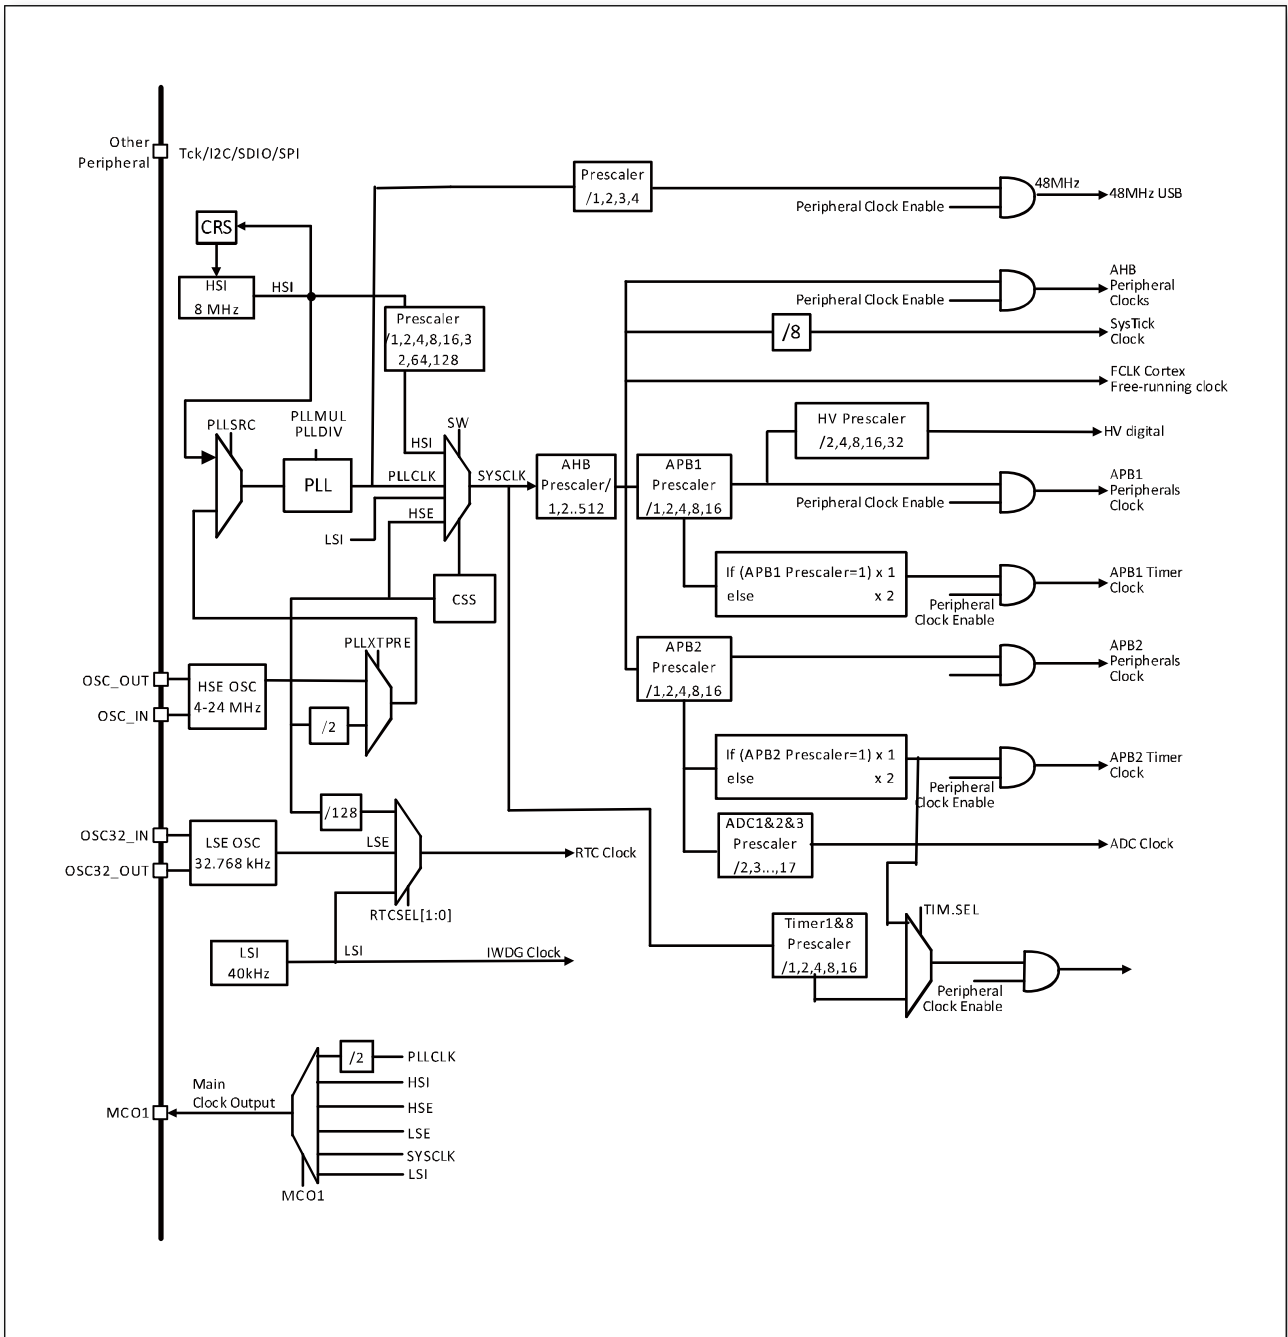 Other
Peripheral
Tck/I2C/SDIO/SPI
Prescaler
/1,2,3,4
48MHz
48MHz USB
Peripheral Clock Enable
CRS
HSI
8 MHz
HSI
AHB
Peripheral
Clocks
Peripheral Clock Enable
Prescaler
/1,2,4,8,16,3
2,64,128
/8
SysTick
Clock
FCLK Cortex
Free-running clock
HV Prescaler
/2,4,8,16,32
HV digital
PLLSRC
PLLMUL
PLLDIV
PLL
SW
HSI
PLLCLK
HSE
LSI
SYSCLK
AHB
Prescaler/
1,2..512
APB1
Prescaler
/1,2,4,8,16
Peripheral Clock Enable
APB1
Peripherals
Clock
CSS
If (APB1 Prescaler=1) x 1
else x 2
Peripheral
Clock Enable
APB1 Timer
Clock
PLLXTPRE
OSC_OUT
OSC_IN
HSE OSC
4-24 MHz
/2
APB2
Prescaler
/1,2,4,8,16
APB2
Peripherals
Clock
If (APB2 Prescaler=1) x 1
else x 2
Peripheral
Clock Enable
APB2 Timer
Clock
/128
OSC32_IN
OSC32_OUT
LSE OSC
32.768 kHz
LSE
RTC Clock
RTCSEL[1:0]
ADC1&2&3
Prescaler
/2,3...,17
ADC Clock
LSI
40kHz
LSI
IWDG Clock
Timer1&8
Prescaler
/1,2,4,8,16
TIM.SEL
Peripheral
Clock Enable
MCO1
Main
Clock Output
/2
PLLCLK
HSI
HSE
LSE
SYSCLK
LSI
MCO1